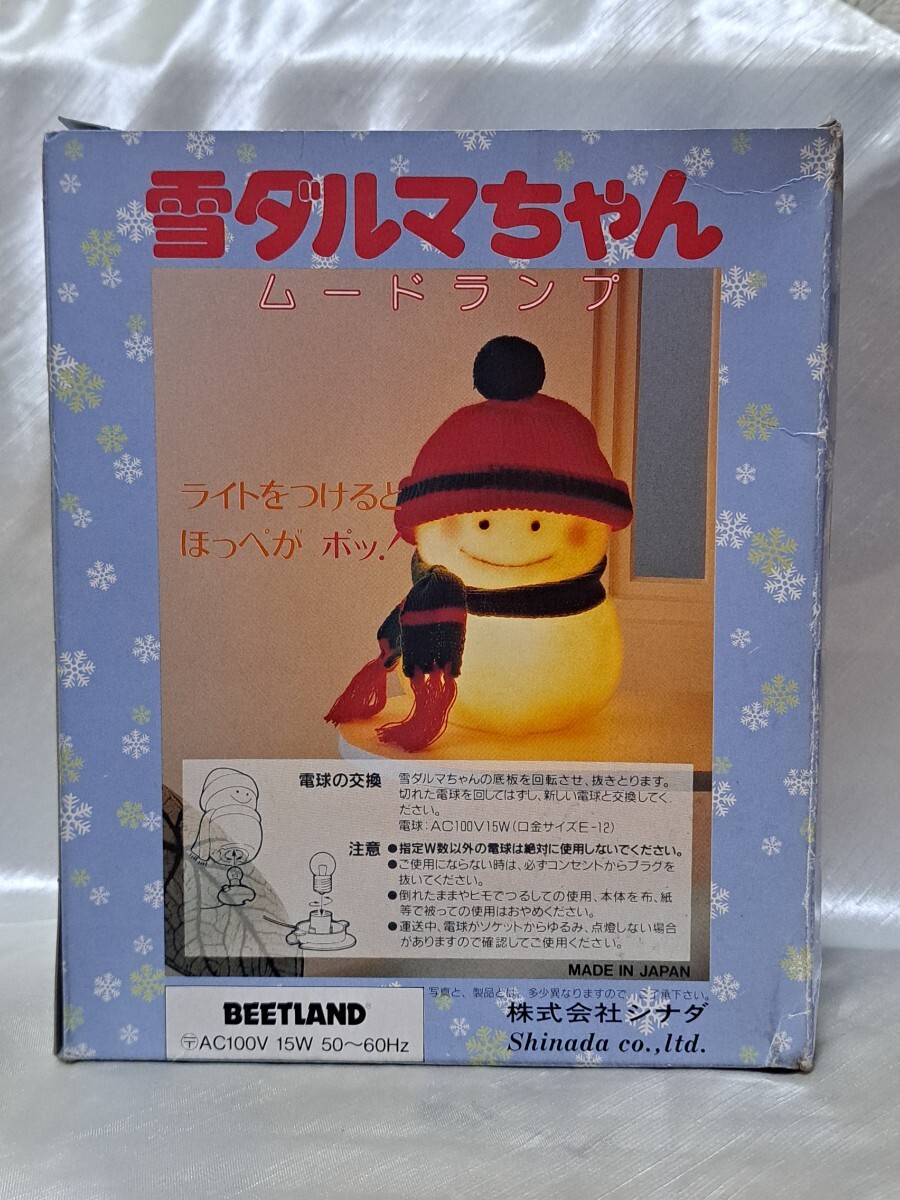 雪ダルマちゃん
ムードランプ
ライトをつけると
ほっぺが ポッ!
電球の交換
雪ダルマちゃんの底板を回転させ、抜きとります。
切れた電球を回してはずし、新しい電球と交換してく
ださい。
電球:AC100V15W(口金サイズE-12)
注意
●指定W数以外の電球は絶対に使用しないでください。
●ご使用にならない時は、必ずコンセントからプラグを
抜いてください。
●倒れたままやヒモでつるしての使用、本体を布、紙
等で被っての使用はおやめください。
●運送中、電球がソケットからゆるみ、点燈しない場合
がありますので確認してご使用ください。
MADE IN JAPAN
写真と、製品とは、多少異なりますので、ご了承下さい。
BEETLAND
〶AC100V 15W 50〜60Hz
株式会社シナダ
Shinada co.,ltd.